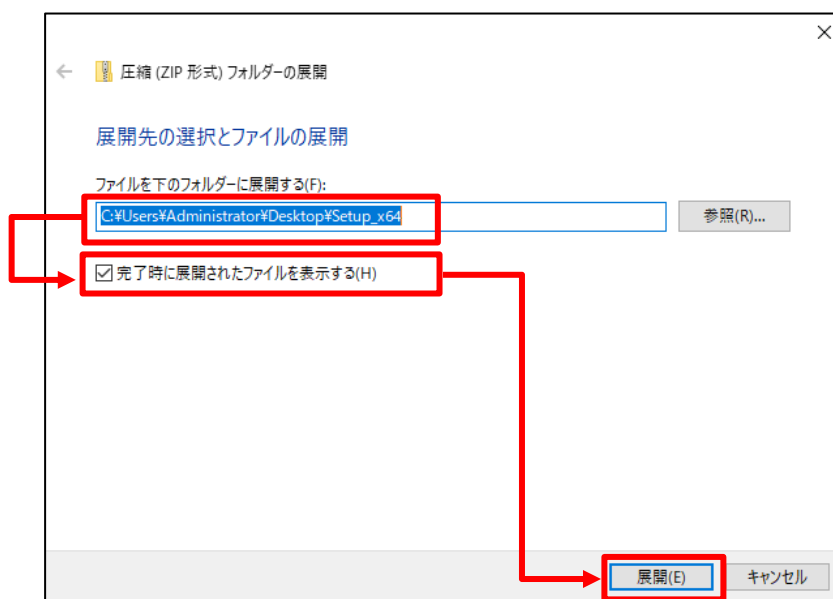 圧縮 (ZIP 形式) フォルダーの展開
展開先の選択とファイルの展開
ファイルを下のフォルダーに展開する(F):
C:¥Users¥Administrator¥Desktop¥Setup_x64
参照(R)...
完了時に展開されたファイルを表示する(H)
展開(E)
キャンセル